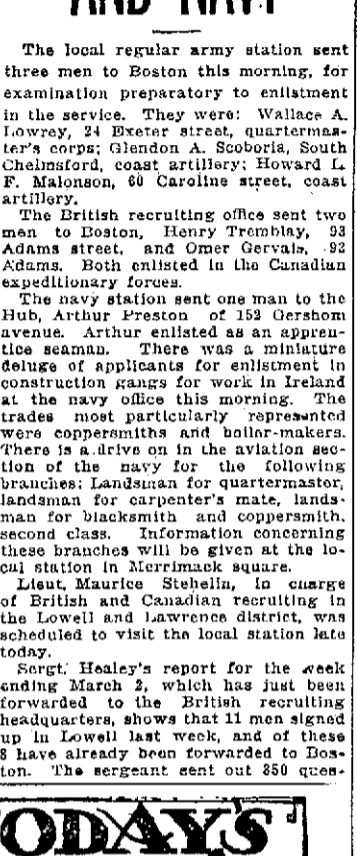 AND NAVY
The local regular army station sent
three men to Boston this morning, for
examination preparatory to enlistment
in the service. They were: Wallace A.
Lowrey, 24 Exeter street, quartermas-
ter's corps; Glendon A. Scoboria, South
Chelmsford, coast artillery; Howard L.
F. Malonson, 60 Caroline street, coast
artillery.
The British recruiting office sent two
men to Boston, Henry Tremblay, 93
Adams street, and Omer Gervais, 92
Adams. Both enlisted in the Canadian
expeditionary forces.
The navy station sent one man to the
Hub, Arthur Preston of 152 Gershom
avenue. Arthur enlisted as an appren-
tice seaman. There was a miniature
deluge of applicants for enlistment in
construction gangs for work in Ireland
at the navy office this morning. The
trades most particularly represented
were coppersmiths and boiler-makers.
There is a drive on in the aviation sec-
tion of the navy for the following
branches: Landsman for quartermaster,
landsman for carpenter's mate, lands-
man for blacksmith and coppersmith,
second class. Information concerning
these branches will be given at the lo-
cal station in Merrimack square.
Lieut. Maurice Stehelin, in charge
of British and Canadian recruiting in
the Lowell and Lawrence district, was
scheduled to visit the local station late
today.
Sergt. Healey's report for the week
ending March 2, which has just been
forwarded to the British recruiting
headquarters, shows that 11 men signed
up in Lowell last week, and of these
8 have already been forwarded to Bos-
ton. The sergeant sent out 350 ques-
TODAY'S